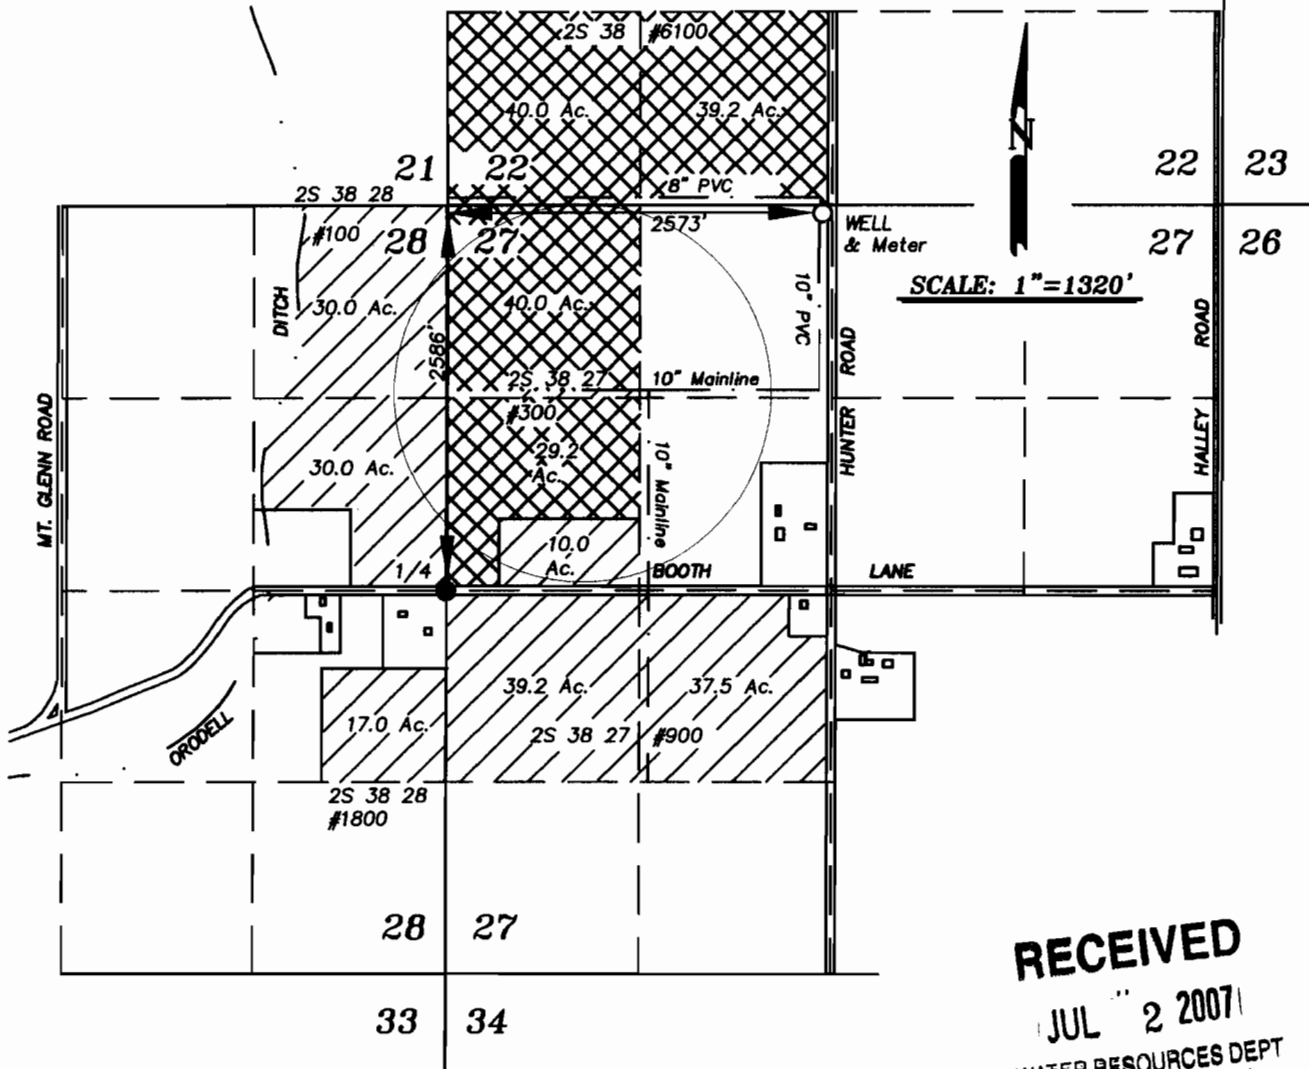 2S 38 #6100
40.0 Ac. 39.2 Ac.
N
21 22
22 23
8" PVC
2S 38 28
#100
28 27
2573'
WELL
& Meter
27 26
SCALE: 1"=1320'
DITCH
30.0 Ac.
40.0 Ac.
10" PVC
2586'
HUNTER ROAD
HALLEY ROAD
MT. GLENN ROAD
2S 38 27
#300
10" Mainline
29.2
Ac.
10" Mainline
30.0 Ac.
10.0
Ac.
1/4
BOOTH LANE
39.2 Ac. 37.5 Ac.
17.0 Ac.
2S 38 27 #900
ORODELL
2S 38 28
#1800
28 27
33 34
RECEIVED
JUL 2 2007
WATER RESOURCES DEPT